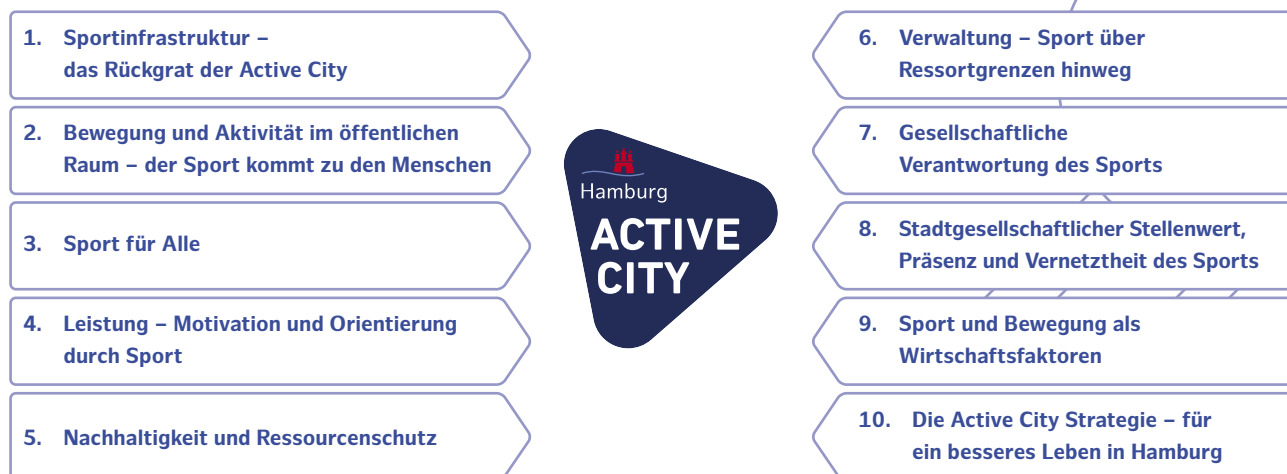 1. Sportinfrastruktur –
das Rückgrat der Active City
2. Bewegung und Aktivität im öffentlichen
Raum – der Sport kommt zu den Menschen
3. Sport für Alle
4. Leistung – Motivation und Orientierung
durch Sport
5. Nachhaltigkeit und Ressourcenschutz
Hamburg
ACTIVE
CITY
6. Verwaltung – Sport über
Ressortgrenzen hinweg
7. Gesellschaftliche
Verantwortung des Sports
8. Stadtgesellschaftlicher Stellenwert,
Präsenz und Vernetztheit des Sports
9. Sport und Bewegung als
Wirtschaftsfaktoren
10. Die Active City Strategie – für
ein besseres Leben in Hamburg